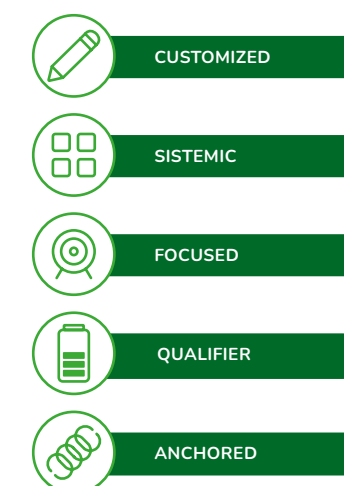 CUSTOMIZED
SISTEMIC
FOCUSED
QUALIFIER
ANCHORED